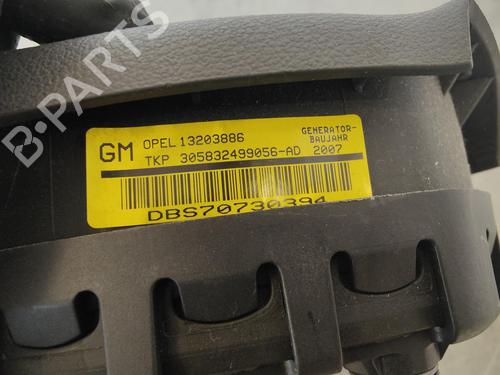 B-PARTS
GM OPEL 13203886 GENERATOR-
BAUJAHR
TKP 305832499056-AD 2007
DBS70730394